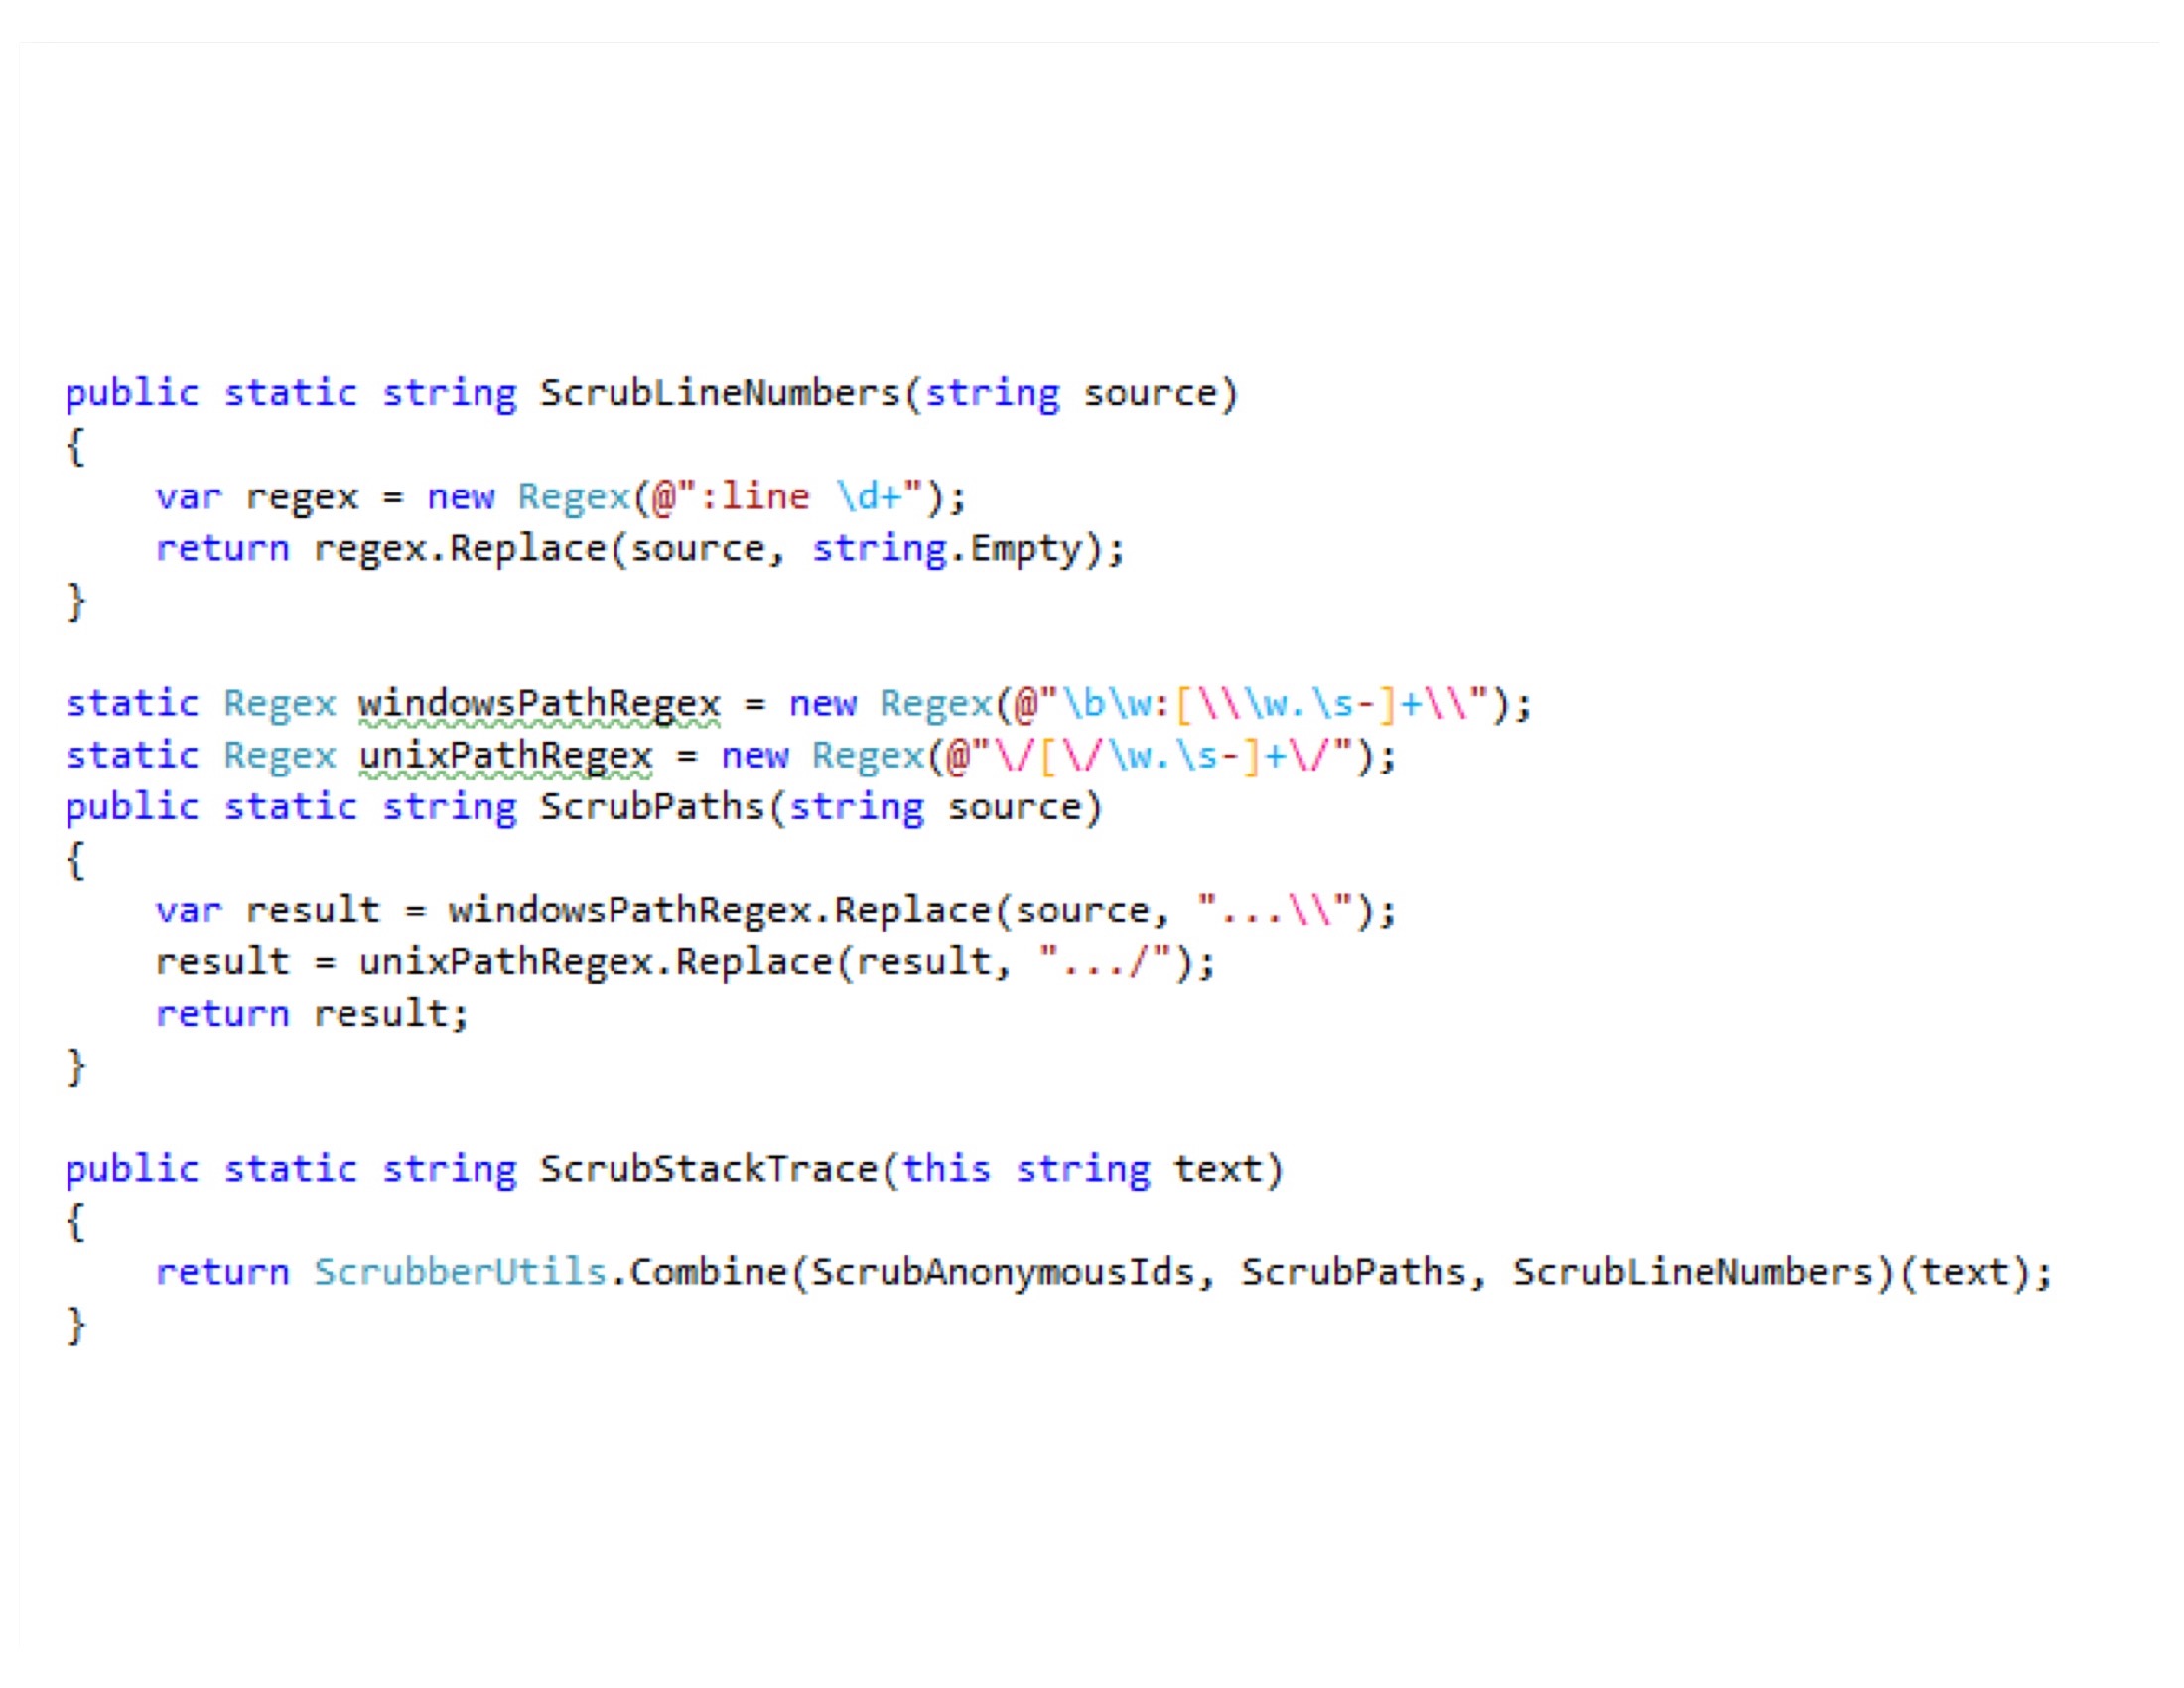 public static string ScrubLineNumbers(string source)
{
    var regex = new Regex(@":line \d+");
    return regex.Replace(source, string.Empty);
}

static Regex windowsPathRegex = new Regex(@"\b\w:[\\\w.\s-]+\\");
static Regex unixPathRegex = new Regex(@"\/[\/\w.\s-]+\/");
public static string ScrubPaths(string source)
{
    var result = windowsPathRegex.Replace(source, "...\\");
    result = unixPathRegex.Replace(result, ".../");
    return result;
}

public static string ScrubStackTrace(this string text)
{
    return ScrubberUtils.Combine(ScrubAnonymousIds, ScrubPaths, ScrubLineNumbers)(text);
}